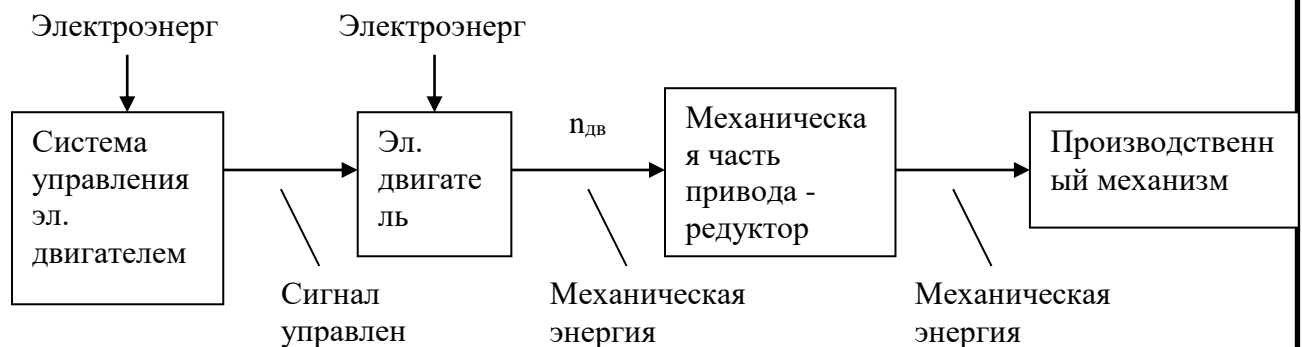 Электроэнерг
Электроэнерг
Система
управления
эл.
двигателем
Эл.
двигате
ль
nдв
Механическа
я часть
привода -
редуктор
Производственн
ый механизм
Сигнал
управлен
Механическая
энергия
Механическая
энергия